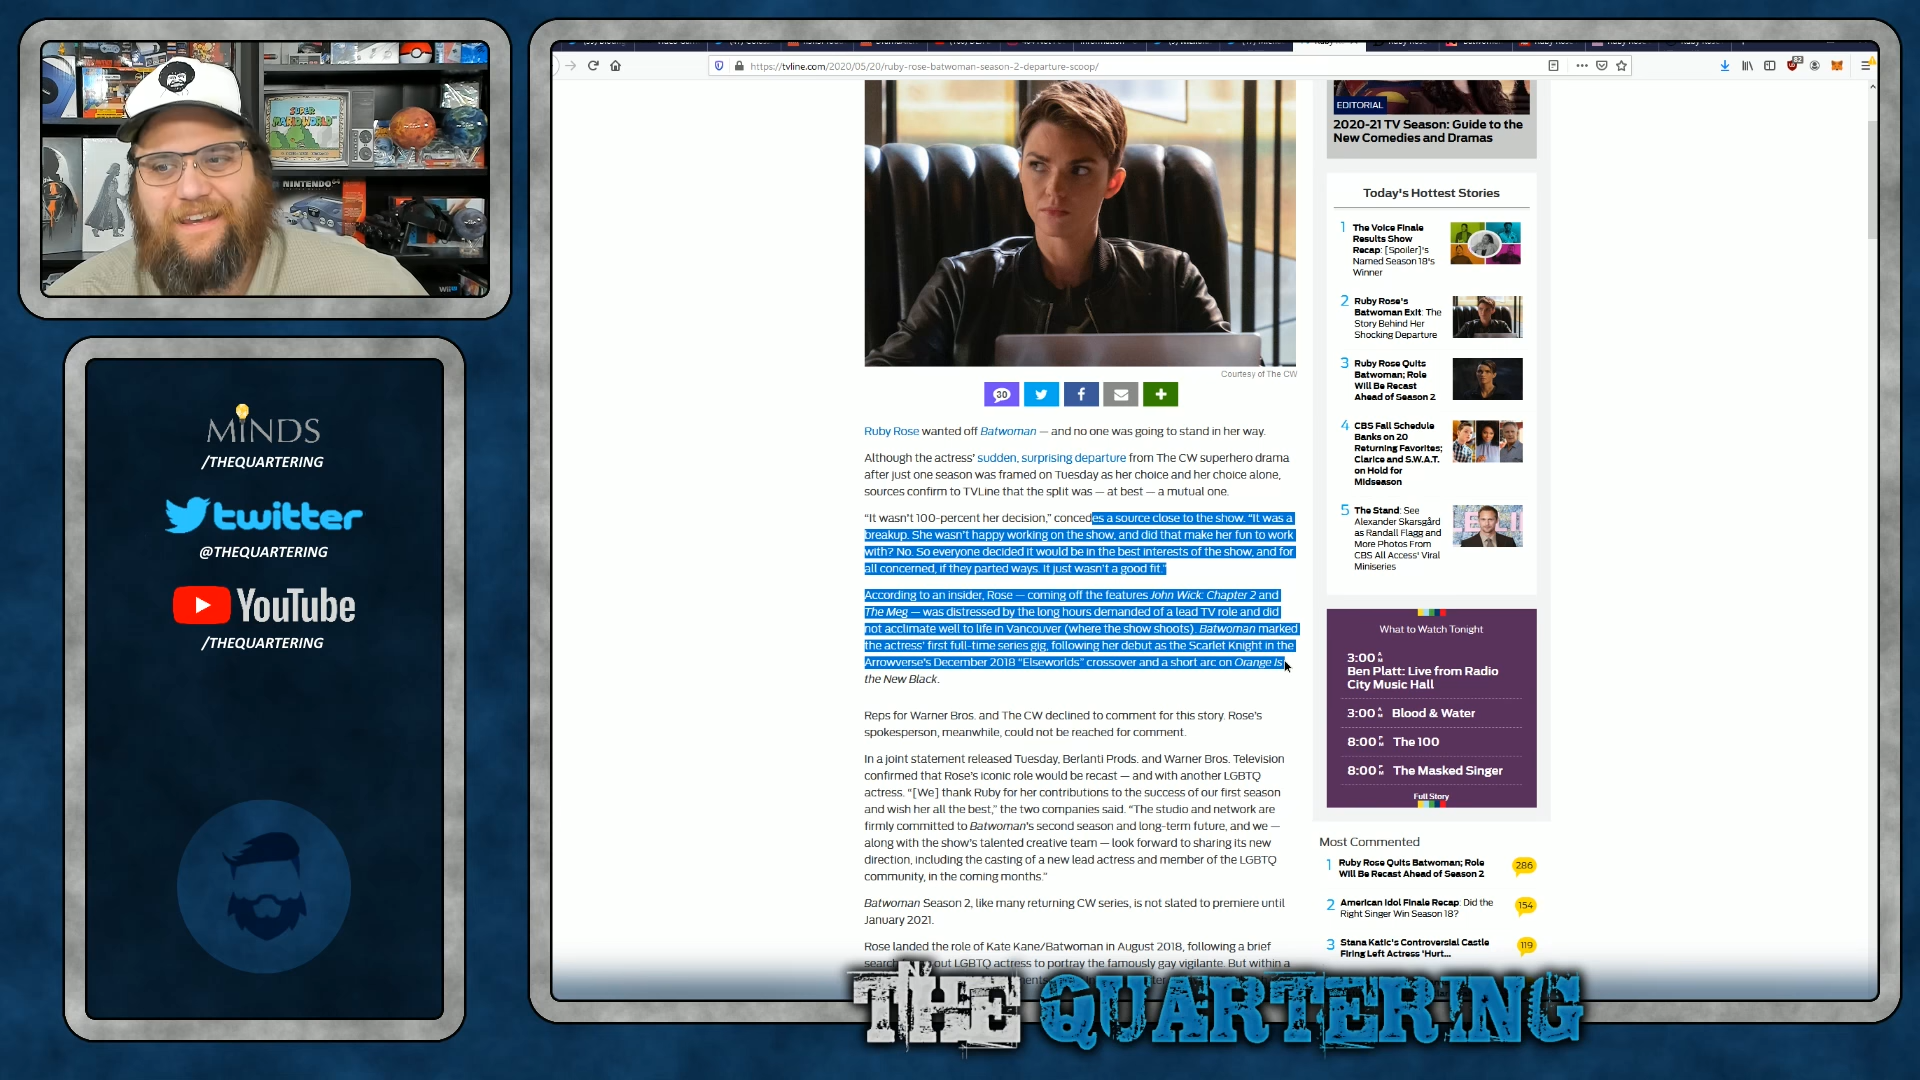 SUPER
MARIO WORLD
NINTENDO 64
Wii
MINDS
/THEQUARTERING
twitter
@THEQUARTERING
YouTube
/THEQUARTERING
https://tvline.com/2020/05/20/ruby-rose-batwoman-season-2-departure-scoop/
Courtesy of The CW
30
Ruby Rose wanted off Batwoman — and no one was going to stand in her way.
Although the actress' sudden, surprising departure from The CW superhero drama
after just one season was framed on Tuesday as her choice and her choice alone,
sources confirm to TVLine that the split was — at best — a mutual one.
“It wasn't 100-percent her decision,” concedes a source close to the show. “It was a
breakup. She wasn't happy working on the show, and did that make her fun to work
with? No. So everyone decided it would be in the best interests of the show, and for
all concerned, if they parted ways. It just wasn't a good fit.”
According to an insider, Rose — coming off the features John Wick: Chapter 2 and
The Meg — was distressed by the long hours demanded of a lead TV role and did
not acclimate well to life in Vancouver (where the show shoots). Batwoman marked
the actress' first full-time series gig, following her debut as the Scarlet Knight in the
Arrowverse's December 2018 “Elseworlds” crossover and a short arc on Orange Is
the New Black.
Reps for Warner Bros. and The CW declined to comment for this story. Rose's
spokesperson, meanwhile, could not be reached for comment.
In a joint statement released Tuesday, Berlanti Prods. and Warner Bros. Television
confirmed that Rose's iconic role would be recast — and with another LGBTQ
actress. “[We] thank Ruby for her contributions to the success of our first season
and wish her all the best,” the two companies said. “The studio and network are
firmly committed to Batwoman's second season and long-term future, and we —
along with the show's talented creative team — look forward to sharing its new
direction, including the casting of a new lead actress and member of the LGBTQ
community, in the coming months.”
Batwoman Season 2, like many returning CW series, is not slated to premiere until
January 2021.
Rose landed the role of Kate Kane/Batwoman in August 2018, following a brief
search out LGBTQ actress to portray the famously gay vigilante. But within a
EDITORIAL
2020-21 TV Season: Guide to the
New Comedies and Dramas
Today's Hottest Stories
1 The Voice Finale
Results Show
Recap: [Spoiler]'s
Named Season 18's
Winner
2 Ruby Rose's
Batwoman Exit: The
Story Behind Her
Shocking Departure
3 Ruby Rose Quits
Batwoman; Role
Will Be Recast
Ahead of Season 2
4 CBS Fall Schedule
Banks on 20
Returning Favorites;
Clarice and S.W.A.T.
on Hold for
Midseason
5 The Stand: See
Alexander Skarsgård
as Randall Flagg and
More Photos From
CBS All Access' Viral
Miniseries
What to Watch Tonight
3:00 AM
Ben Platt: Live from Radio
City Music Hall
3:00 AM Blood & Water
8:00 PM The 100
8:00 PM The Masked Singer
Full Story
Most Commented
1 Ruby Rose Quits Batwoman; Role
Will Be Recast Ahead of Season 2
286
2 American Idol Finale Recap: Did the
Right Singer Win Season 18?
154
3 Stana Katic's Controversial Castle
Firing Left Actress 'Hurt...
119
THE QUARTERING